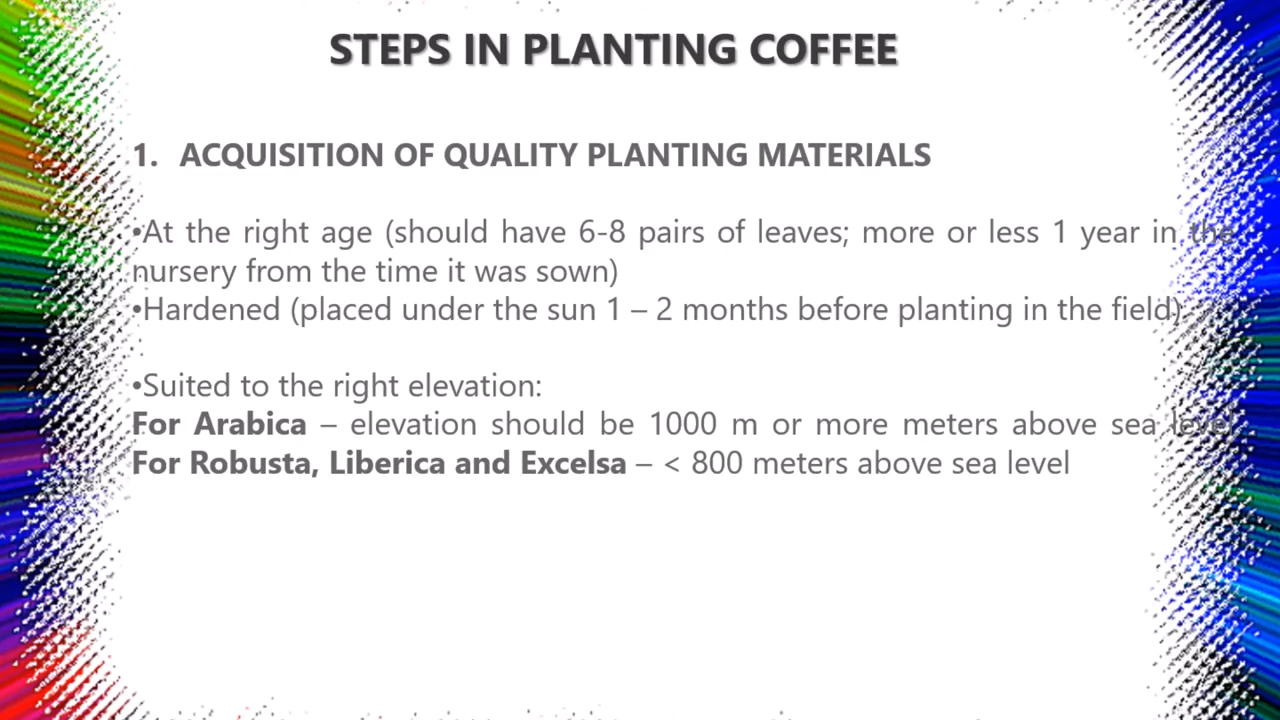 STEPS IN PLANTING COFFEE
1. ACQUISITION OF QUALITY PLANTING MATERIALS
•At the right age (should have 6-8 pairs of leaves; more or less 1 year in the
nursery from the time it was sown)
•Hardened (placed under the sun 1 – 2 months before planting in the field)
•Suited to the right elevation:
For Arabica – elevation should be 1000 m or more meters above sea level
For Robusta, Liberica and Excelsa – < 800 meters above sea level